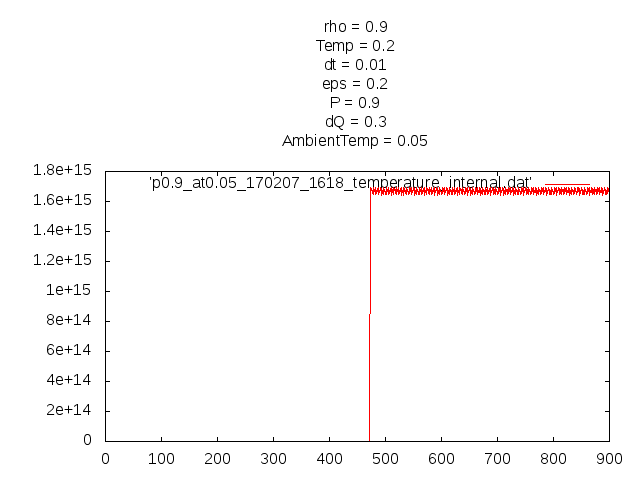 rho = 0.9
Temp = 0.2
dt = 0.01
eps = 0.2
P = 0.9
dQ = 0.3
AmbientTemp = 0.05
1.8e+15
'p0.9_at0.05_170207_1618_temperature_internal.dat'
1.6e+15
1.4e+15
1.2e+15
1e+15
8e+14
6e+14
4e+14
2e+14
0
0 100 200 300 400 500 600 700 800 900